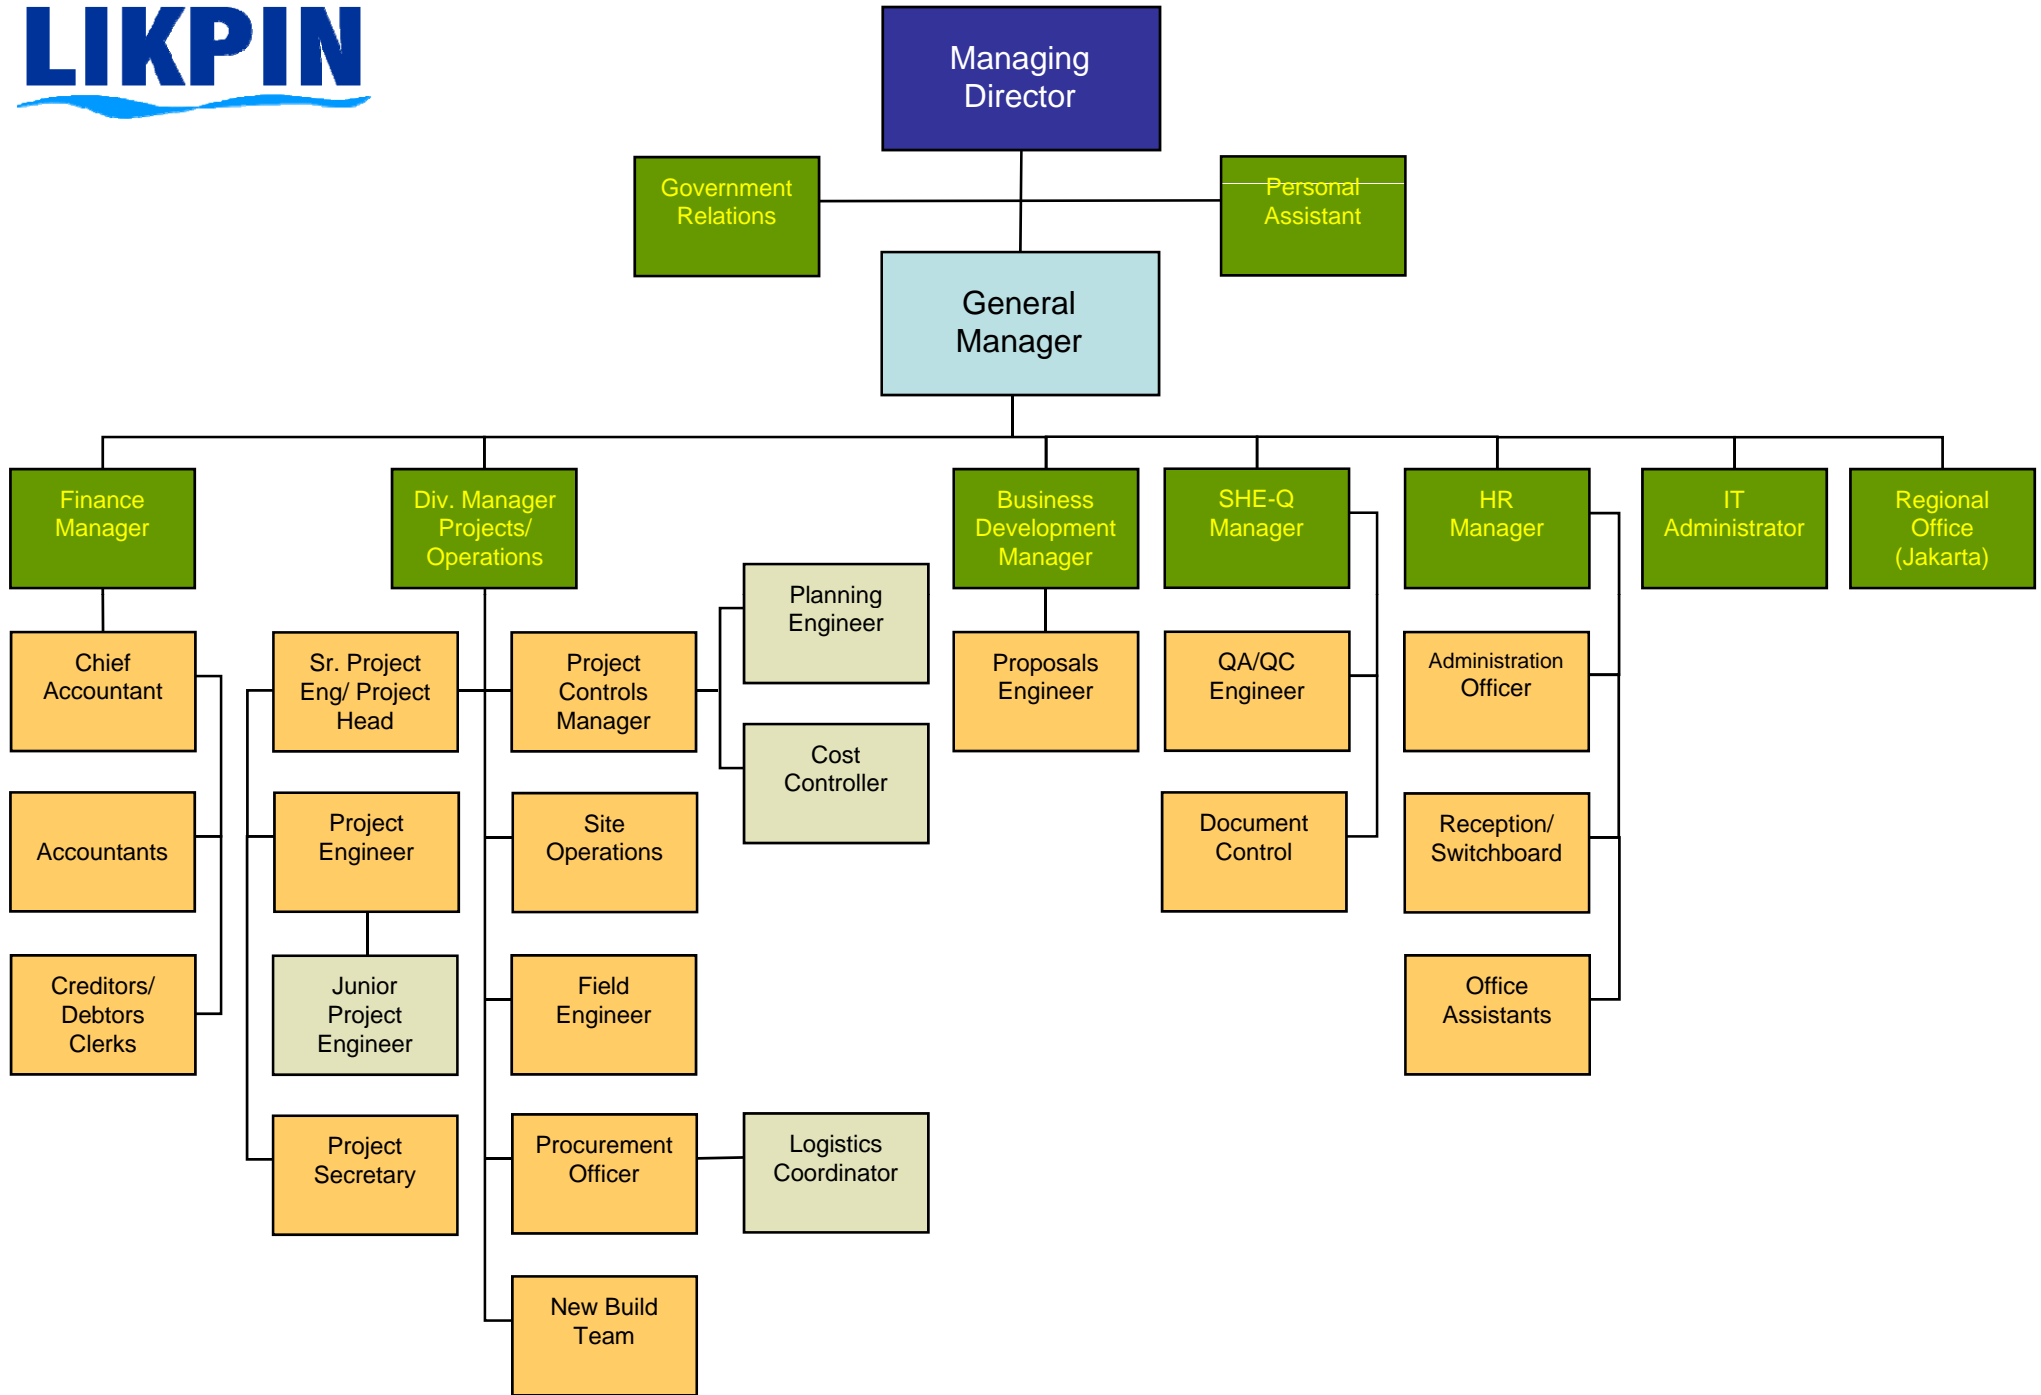 LIKPIN
Managing
Director
Government
Relations
Personal
Assistant
General
Manager
Finance
Manager
Div. Manager
Projects/
Operations
Business
Development
Manager
SHE-Q
Manager
HR
Manager
IT
Administrator
Regional
Office
(Jakarta)
Planning
Engineer
Chief
Accountant
Sr. Project
Eng/ Project
Head
Project
Controls
Manager
Proposals
Engineer
QA/QC
Engineer
Administration
Officer
Cost
Controller
Accountants
Project
Engineer
Site
Operations
Document
Control
Reception/
Switchboard
Creditors/
Debtors
Clerks
Junior
Project
Engineer
Field
Engineer
Office
Assistants
Project
Secretary
Procurement
Officer
Logistics
Coordinator
New Build
Team